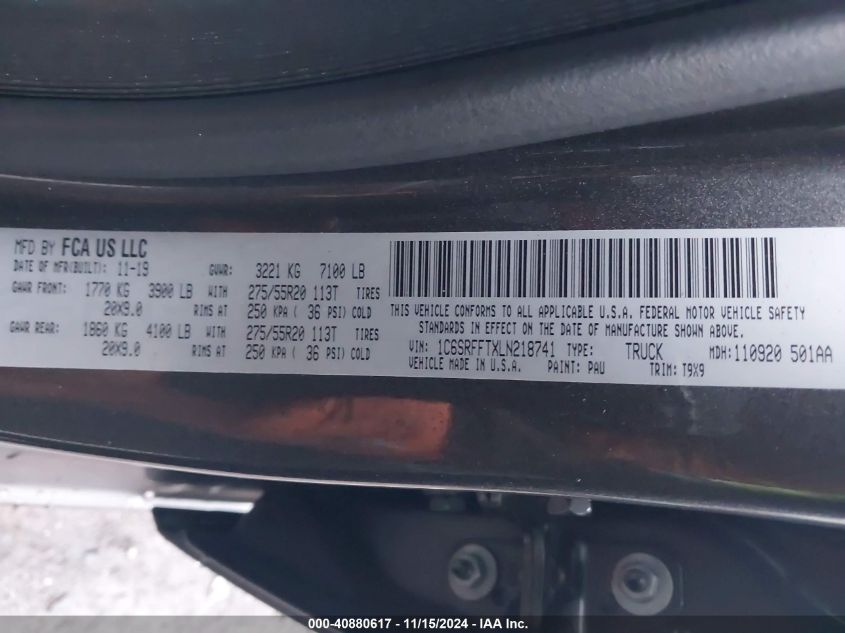 MFD BY FCA US LLC
DATE OF MFR(BUILT): 11-19 GVWR: 3221 KG 7100 LB
GAWR FRONT: 1770 KG 3900 LB WITH 275/55R20 113T TIRES
20X9.0 RIMS AT 250 KPA ( 36 PSI) COLD
GAWR REAR: 1860 KG 4100 LB WITH 275/55R20 113T TIRES
20X9.0 RIMS AT 250 KPA ( 36 PSI) COLD
THIS VEHICLE CONFORMS TO ALL APPLICABLE U.S.A. FEDERAL MOTOR VEHICLE SAFETY
STANDARDS IN EFFECT ON THE DATE OF MANUFACTURE SHOWN ABOVE.
VIN: 1C6SRFFTXLN218741 TYPE: TRUCK MDH:110920 501AA
VEHICLE MADE IN U.S.A. PAINT: PAU TRIM: T9X9
000-40880617 - 11/15/2024 - IAA Inc.